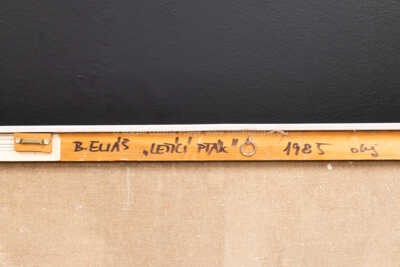 B. ELIÁŠ „LETÍCÍ PTÁK" 1985 olej